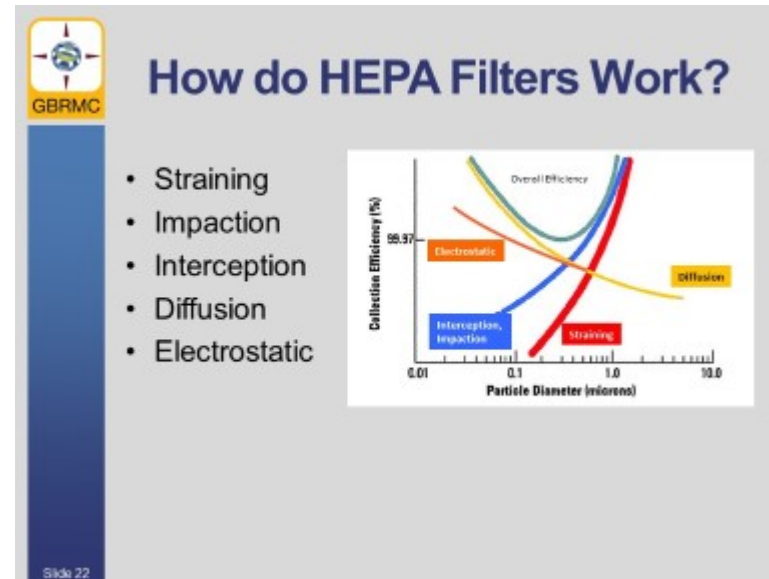 GBRMC
How do HEPA Filters Work?
• Straining
• Impaction
• Interception
• Diffusion
• Electrostatic
Overall Efficiency
Collection Efficiency (%)
99.97
Electrostatic
Diffusion
Interception,
Impaction
Straining
0.01
0.1
1.0
10.0
Particle Diameter (microns)
Slide 22